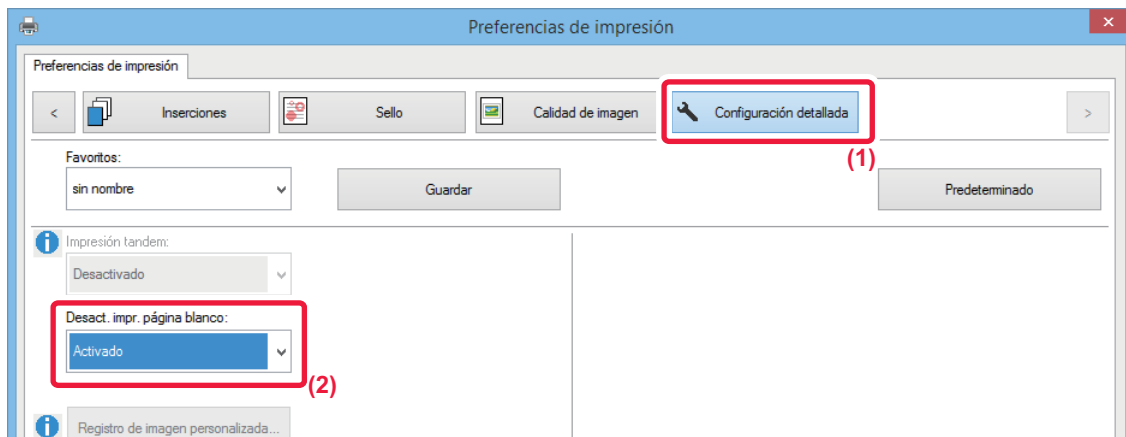 Preferencias de impresión
×
Preferencias de impresión
< Inserciones Sello Calidad de imagen Configuración detallada >
(1)
Favoritos:
sin nombre Guardar Predeterminado
Impresión tandem:
Desactivado
Desact. impr. página blanco:
Activado
(2)
Registro de imagen personalizada...